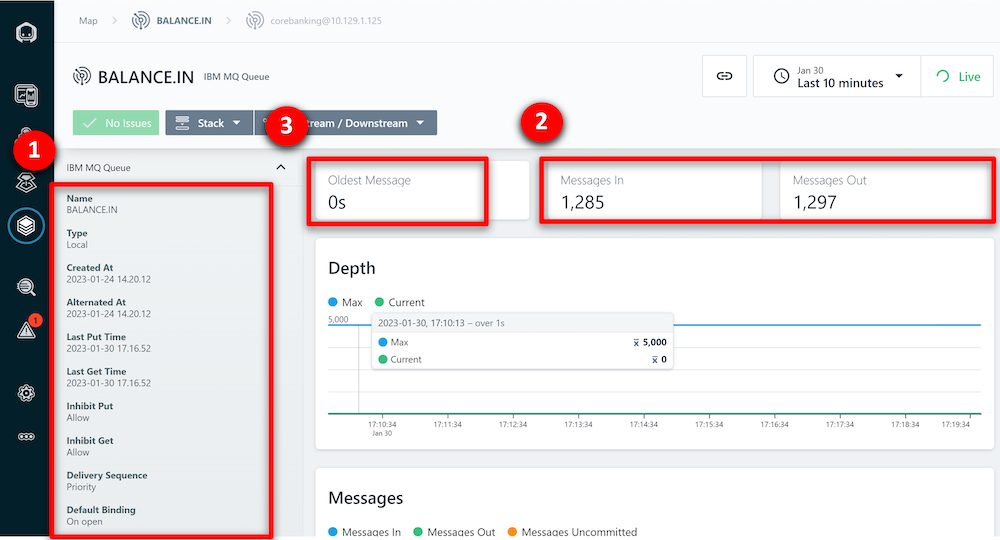 Map > BALANCE.IN > corebanking@10.129.1.125
BALANCE.IN IBM MQ Queue
Jan 30
Last 10 minutes
Live
No Issues
Stack
3
tream / Downstream
2
1
IBM MQ Queue
Name
BALANCE.IN
Type
Local
Created At
2023-01-24 14.20.12
Alternated At
2023-01-24 14.20.12
Last Put Time
2023-01-30 17.16.52
Last Get Time
2023-01-30 17.16.52
Inhibit Put
Allow
Inhibit Get
Allow
Delivery Sequence
Priority
Default Binding
On open
1
Oldest Message
0s
Messages In
1,285
Messages Out
1,297
Depth
Max Current
5,000
2023-01-30, 17:10:13 – over 1s
Max x̅ 5,000
Current x̅ 0
17:10:34 17:11:34 17:12:34 17:13:34 17:14:34 17:15:34 17:16:34 17:17:34 17:18:34 17:19:34
Jan 30
Messages
Messages In Messages Out Messages Uncommitted